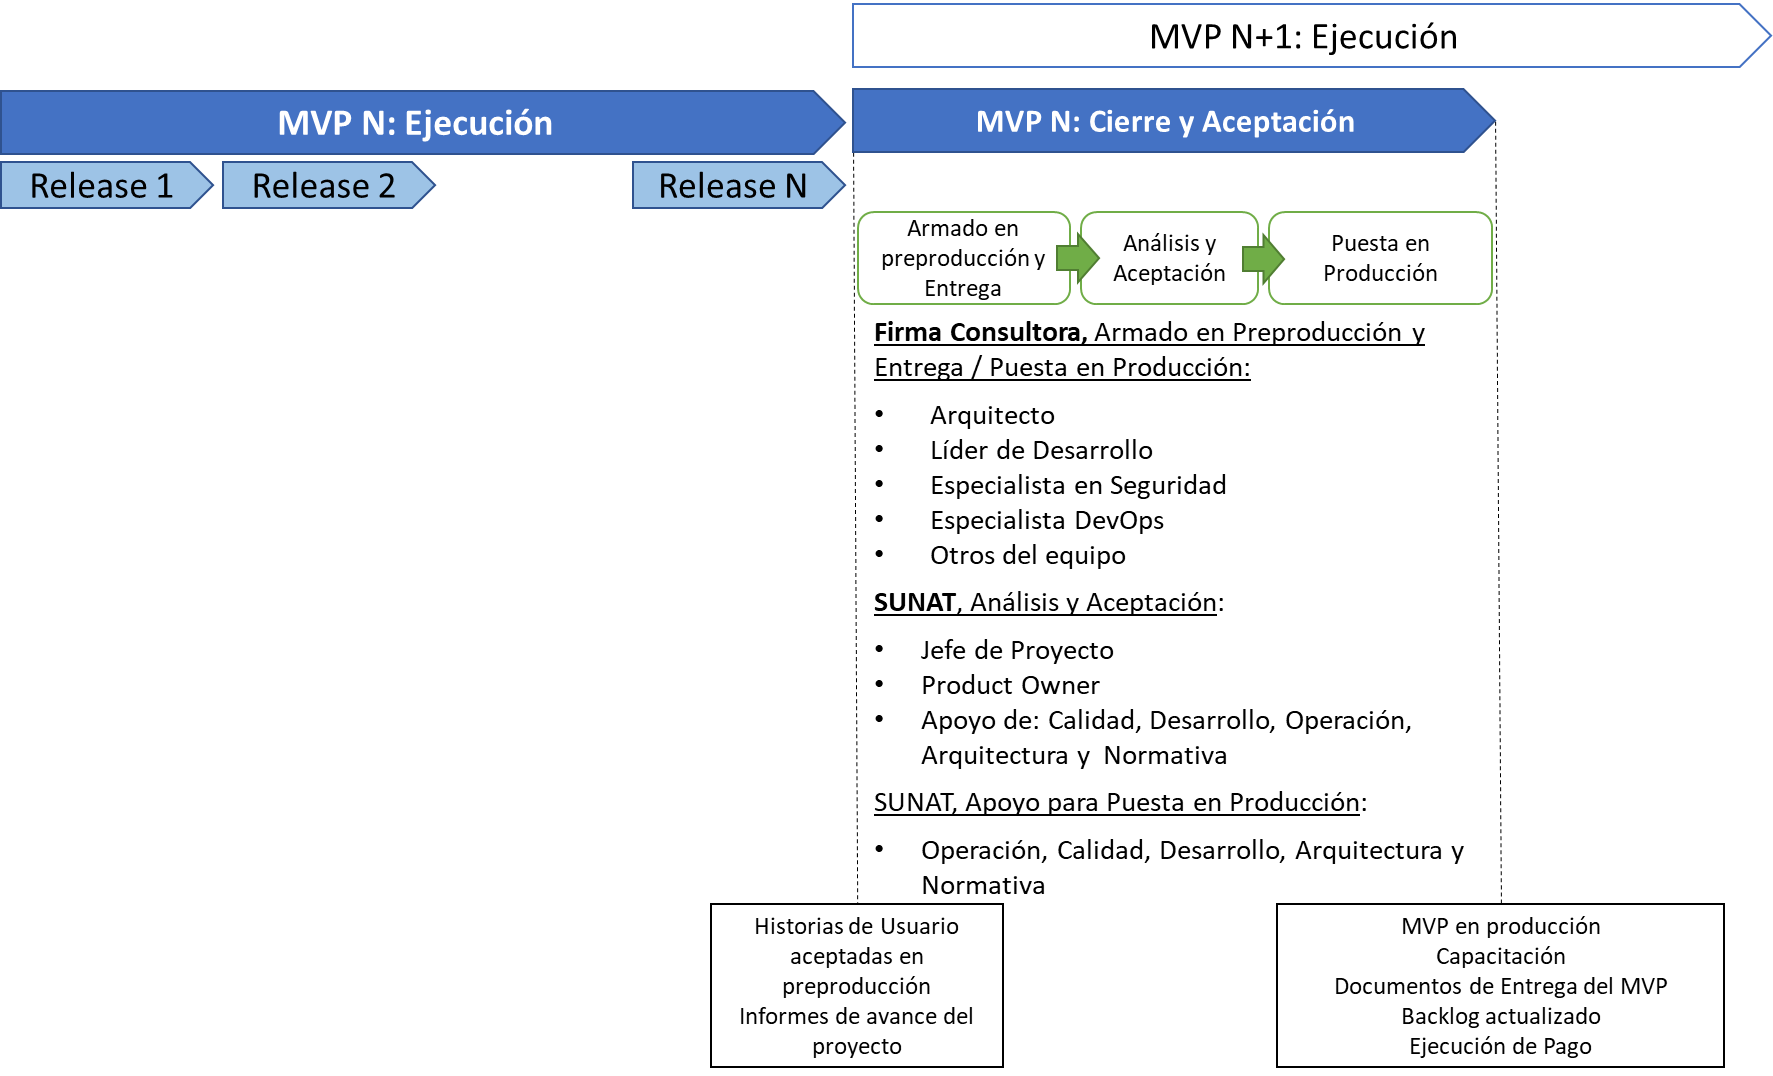 MVP N+1: Ejecución
MVP N: Ejecución
MVP N: Cierre y Aceptación
Release 1
Release 2
Release N
Armado en
preproducción y
Entrega
Análisis y
Aceptación
Puesta en
Producción
Firma Consultora, Armado en Preproducción y
Entrega / Puesta en Producción:
• Arquitecto
• Líder de Desarrollo
• Especialista en Seguridad
• Especialista DevOps
• Otros del equipo
SUNAT, Análisis y Aceptación:
• Jefe de Proyecto
• Product Owner
• Apoyo de: Calidad, Desarrollo, Operación,
Arquitectura y Normativa
SUNAT, Apoyo para Puesta en Producción:
• Operación, Calidad, Desarrollo, Arquitectura y
Normativa
Historias de Usuario
aceptadas en
preproducción
Informes de avance del
proyecto
MVP en producción
Capacitación
Documentos de Entrega del MVP
Backlog actualizado
Ejecución de Pago